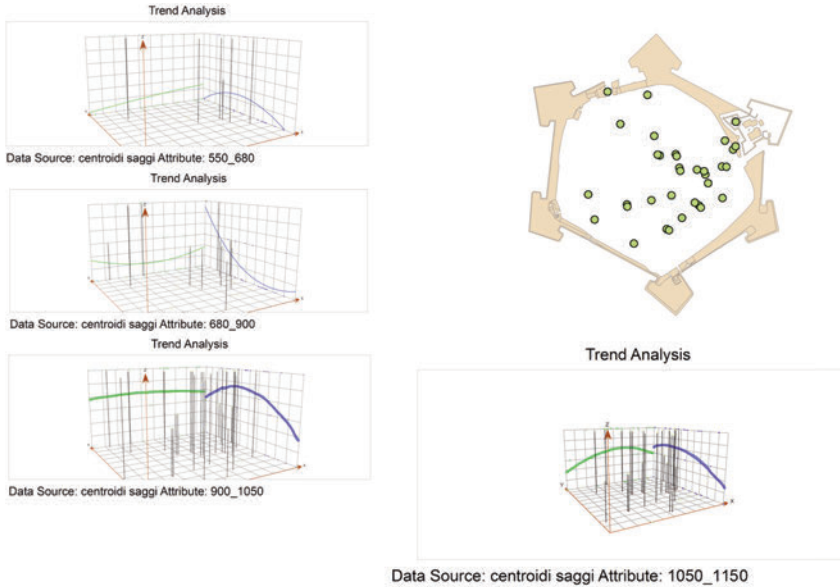 Trend Analysis
Data Source: centroidi saggi Attribute: 550_680
Trend Analysis
Data Source: centroidi saggi Attribute: 680_900
Trend Analysis
Data Source: centroidi saggi Attribute: 900_1050
Trend Analysis
Z
Y
X
Data Source: centroidi saggi Attribute: 1050_1150